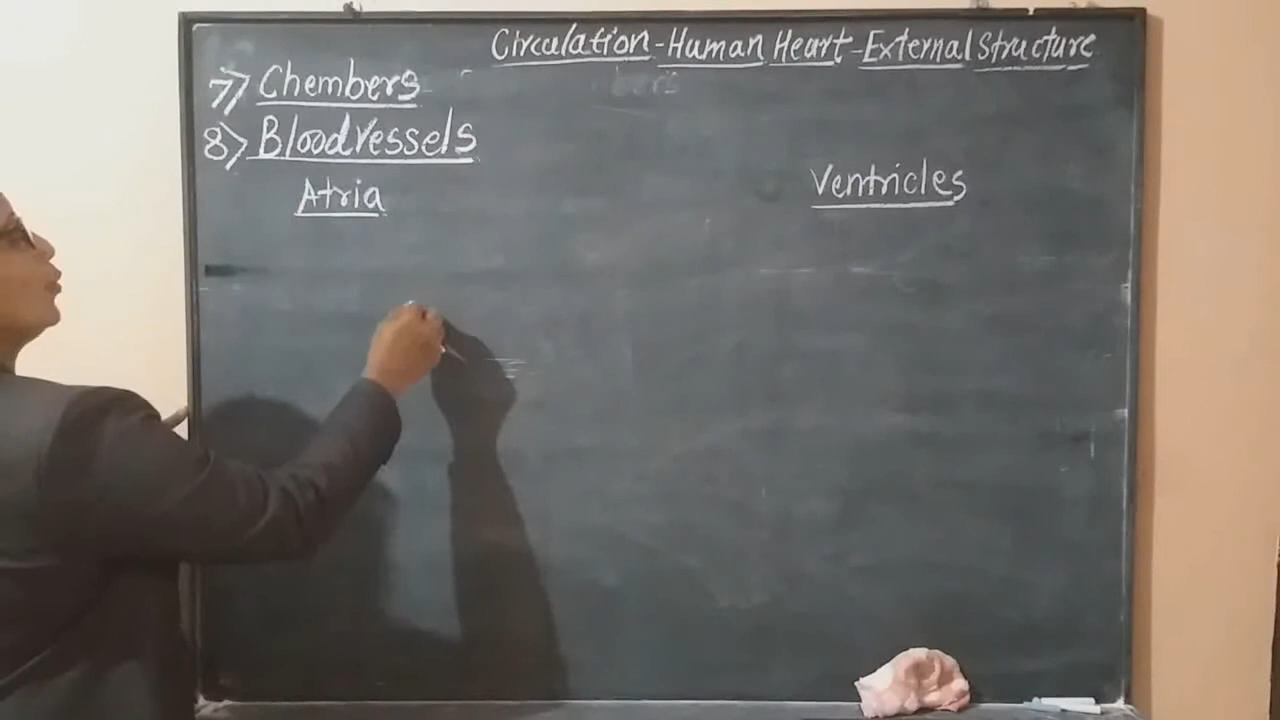 Circulation-Human Heart-External Structure
7> Chembers
8> Bloodvessels
Atria
Ventricles